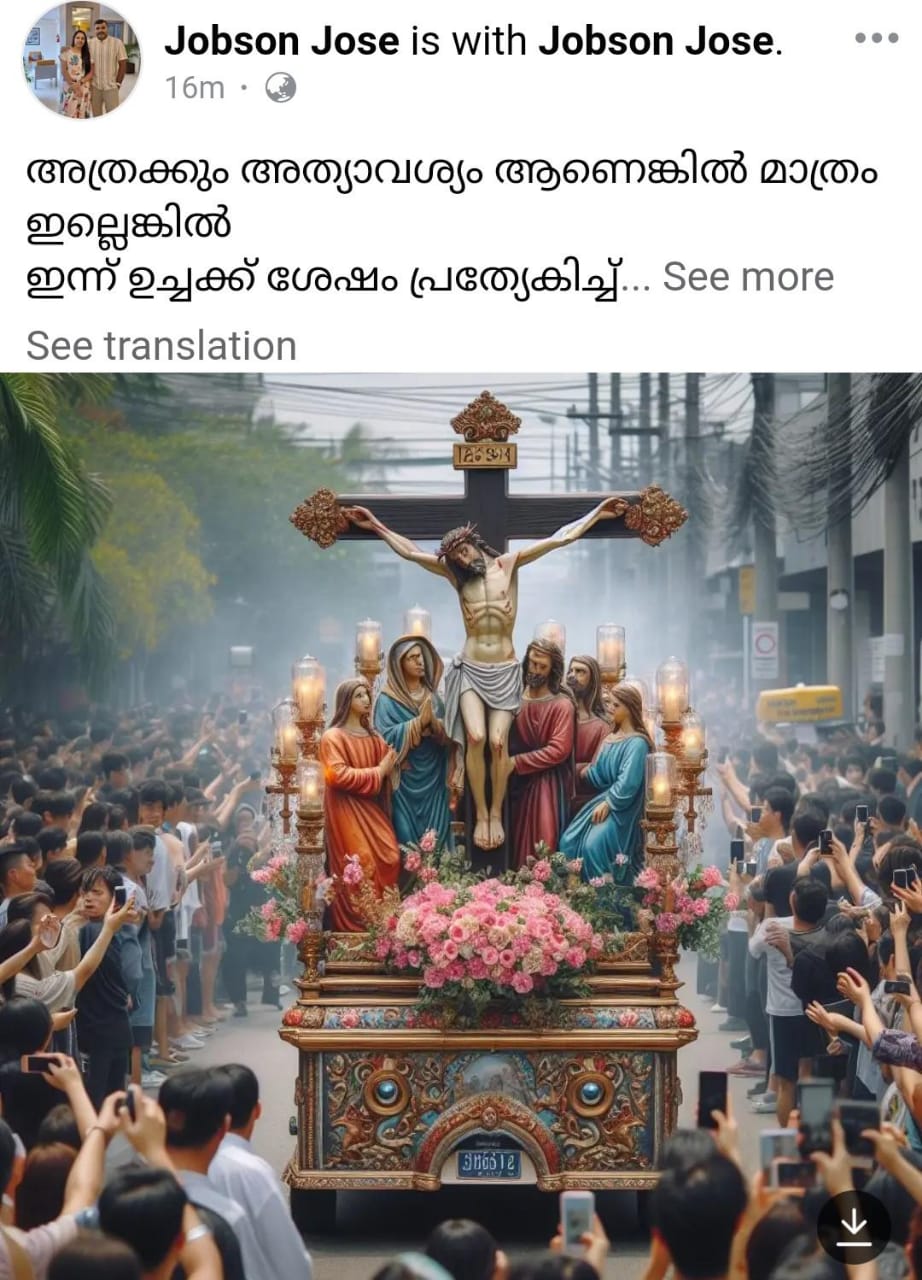 Jobson Jose is with Jobson Jose.
16m
അത്രക്കും അത്യാവശ്യം ആണെങ്കിൽ മാത്രം
ഇല്ലെങ്കിൽ
ഇന്ന് ഉച്ചക്ക് ശേഷം പ്രത്യേകിച്ച്... See more
See translation